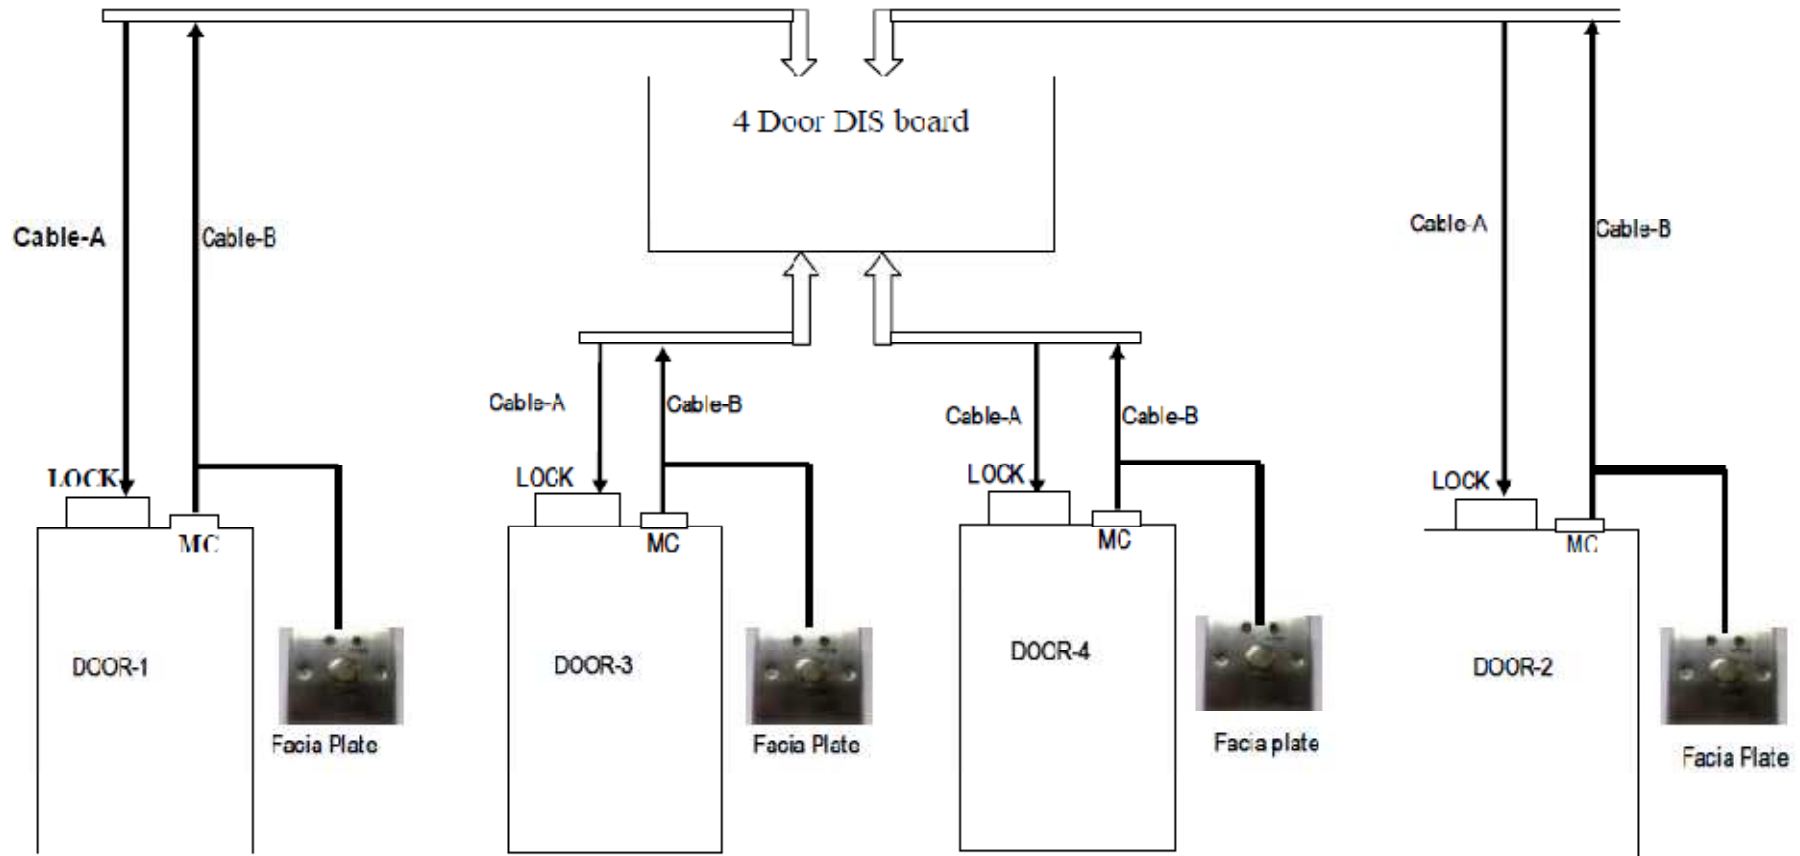 4 Door DIS board
Cable-A
Cable-B
Cable-A
Cable-B
Cable-A
Cable-B
Cable-A
Cable-B
LOCK
LOCK
LOCK
LOCK
MC
MC
MC
MC
DOOR-1
DOOR-3
DOOR-4
DOOR-2
Facia Plate
Facia Plate
Facia plate
Facia Plate